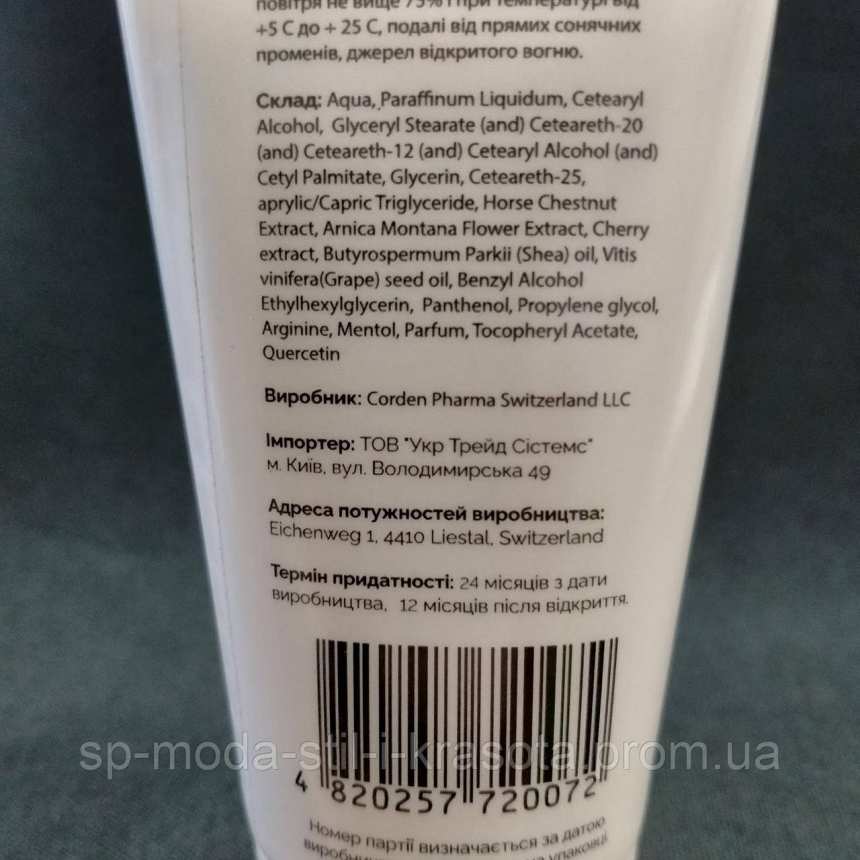 повітря не вище 75% і при температурі від
+5 С до + 25 С, подалі від прямих сонячних
променів, джерел відкритого вогню.
Склад: Aqua, Paraffinum Liquidum, Cetearyl
Alcohol, Glyceryl Stearate (and) Ceteareth-20
(and) Ceteareth-12 (and) Cetearyl Alcohol (and)
Cetyl Palmitate, Glycerin, Ceteareth-25,
aprylic/Capric Triglyceride, Horse Chestnut
Extract, Arnica Montana Flower Extract, Cherry
extract, Butyrospermum Parkii (Shea) oil, Vitis
vinifera(Grape) seed oil, Benzyl Alcohol
Ethylhexylglycerin, Panthenol, Propylene glycol,
Arginine, Mentol, Parfum, Tocopheryl Acetate,
Quercetin
Виробник: Corden Pharma Switzerland LLC
Імпортер: ТОВ "Укр Трейд Сістемс"
м. Київ, вул. Володимирська 49
Адреса потужностей виробництва:
Eichenweg 1, 4410 Liestal, Switzerland
Термін придатності: 24 місяців з дати
виробництва, 12 місяців після відкриття.
sp-moda-stil-i-krasota.prom.ua
4 820257 720072
Номер партії визначається за датою
упаковці